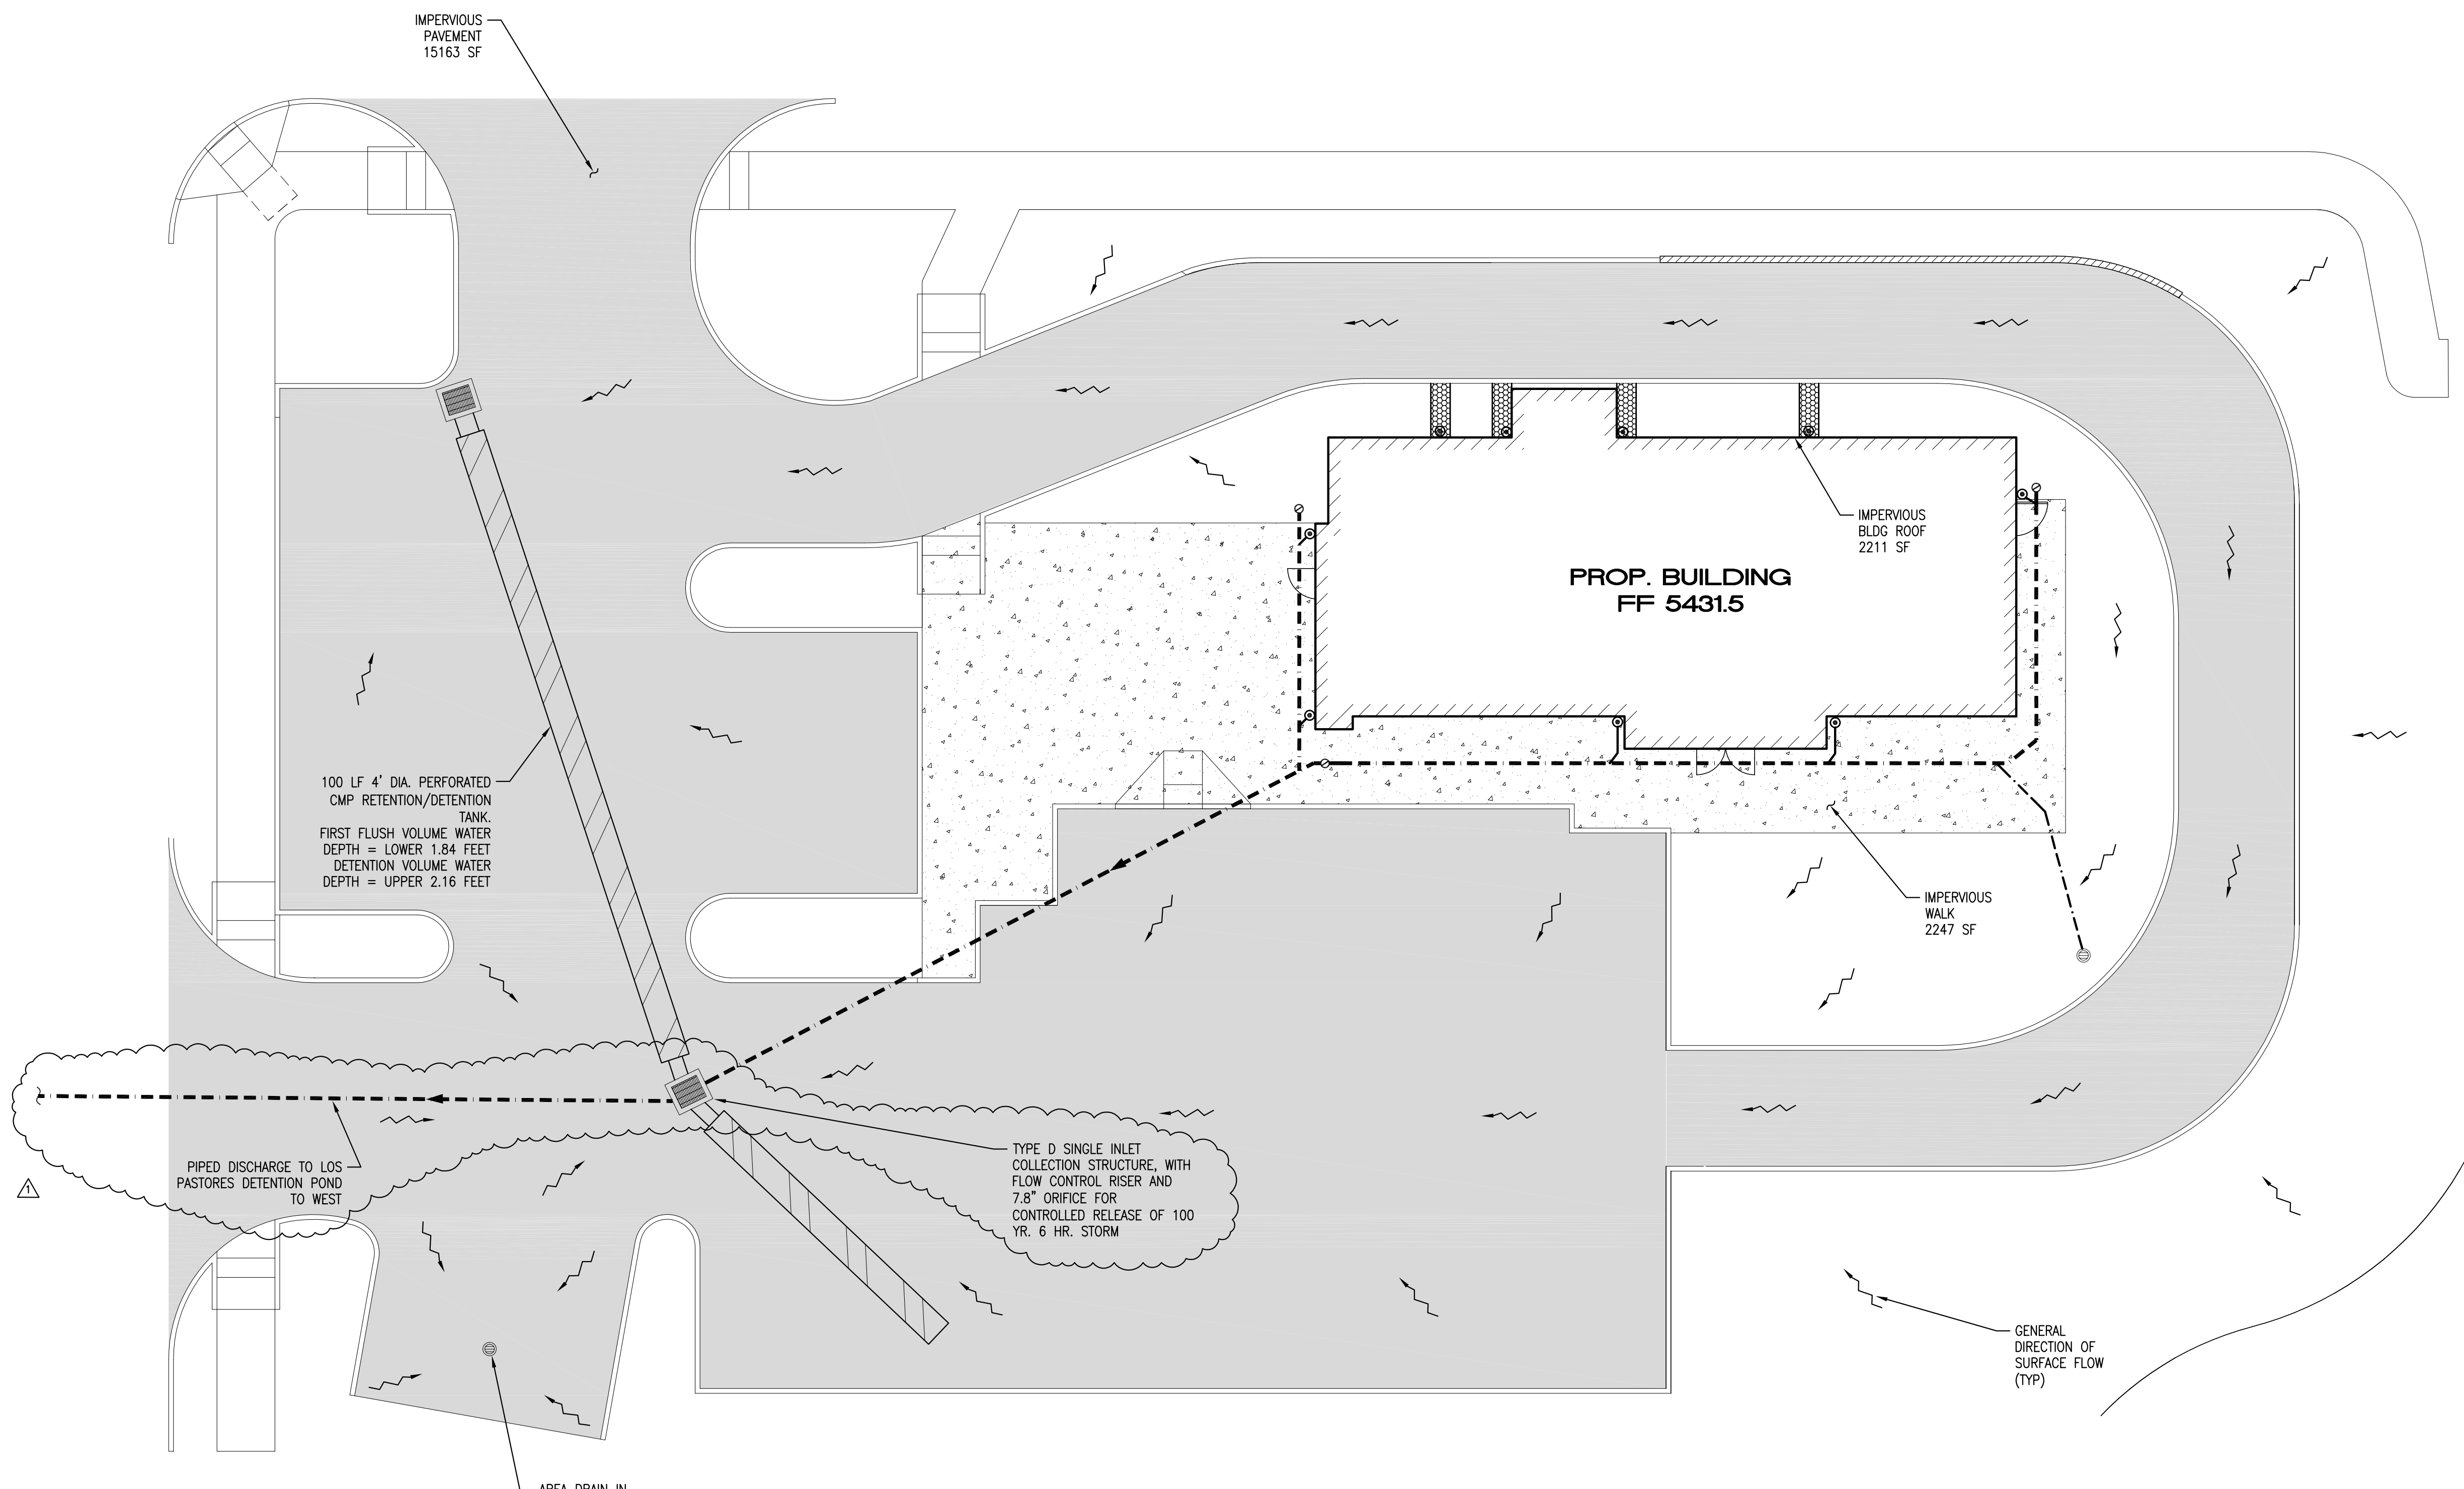 IMPERVIOUS
PAVEMENT
15163 SF
IMPERVIOUS
BLDG ROOF
2211 SF
PROP. BUILDING
FF 5431.5
100 LF 4' DIA. PERFORATED
CMP RETENTION/DETENTION
TANK.
FIRST FLUSH VOLUME WATER
DEPTH = LOWER 1.84 FEET
DETENTION VOLUME WATER
DEPTH = UPPER 2.16 FEET
IMPERVIOUS
WALK
2247 SF
PIPED DISCHARGE TO LOS
PASTORES DETENTION POND
TO WEST
1
TYPE D SINGLE INLET
COLLECTION STRUCTURE, WITH
FLOW CONTROL RISER AND
7.8" ORIFICE FOR
CONTROLLED RELEASE OF 100
YR. 6 HR. STORM
GENERAL
DIRECTION OF
SURFACE FLOW
(TYP)
AREA DRAIN IN